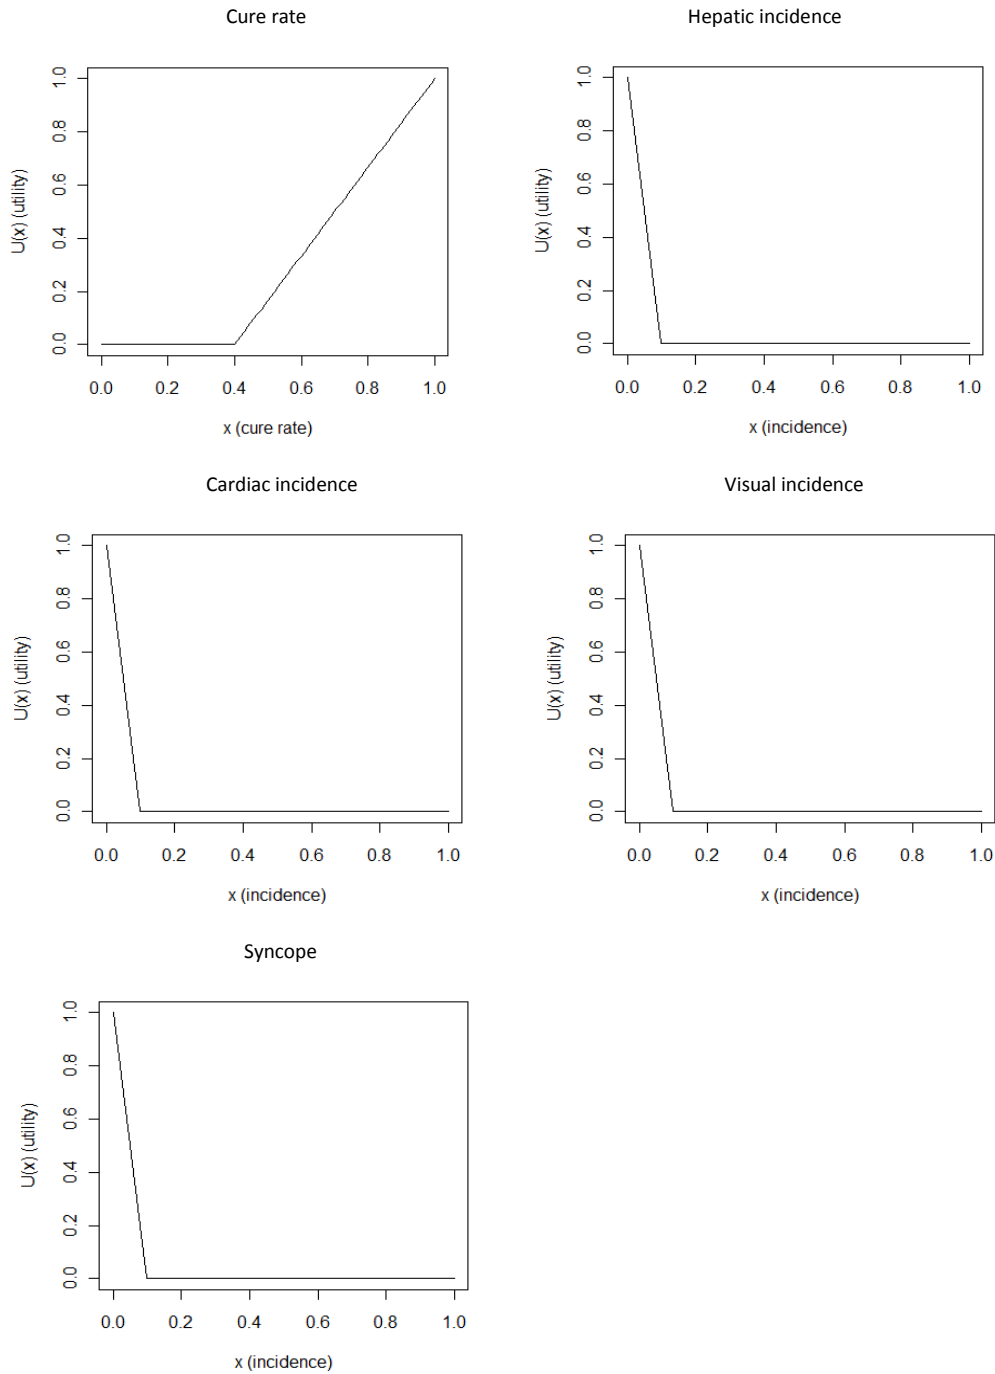 Cure rate
U(x) (utility)
1.0
0.8
0.6
0.4
0.2
0.0
0.0 0.2 0.4 0.6 0.8 1.0
x (cure rate)
Hepatic incidence
U(x) (utility)
1.0
0.8
0.6
0.4
0.2
0.0
0.0 0.2 0.4 0.6 0.8 1.0
x (incidence)
Cardiac incidence
U(x) (utility)
1.0
0.8
0.6
0.4
0.2
0.0
0.0 0.2 0.4 0.6 0.8 1.0
x (incidence)
Visual incidence
U(x) (utility)
1.0
0.8
0.6
0.4
0.2
0.0
0.0 0.2 0.4 0.6 0.8 1.0
x (incidence)
Syncope
U(x) (utility)
1.0
0.8
0.6
0.4
0.2
0.0
0.0 0.2 0.4 0.6 0.8 1.0
x (incidence)